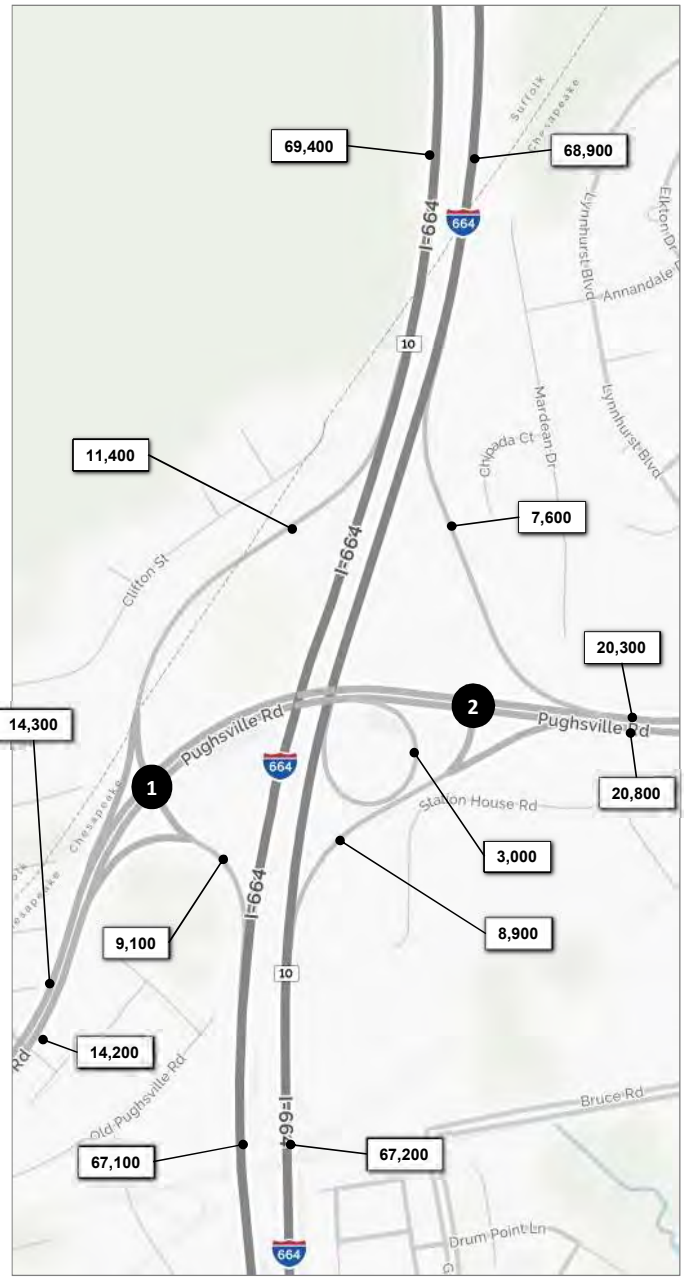 Suffolk
Chesapeake
69,400
68,900
I-664
664
Lynnhurst Blvd
Elkton Dr
Annandale
10
Mardean Dr
Lynnhurst Blvd
Chipada Ct
11,400
7,600
I-664
Clifton St
20,300
14,300
2
Pughsville Rd
Pughsville Rd
664
1
Chesapeake
20,800
Station House Rd
3,000
I-664
9,100
8,900
10
14,200
Rd
Old Pughsville Rd
Bruce Rd
I-664
67,100
67,200
Drum Point Ln
664
G